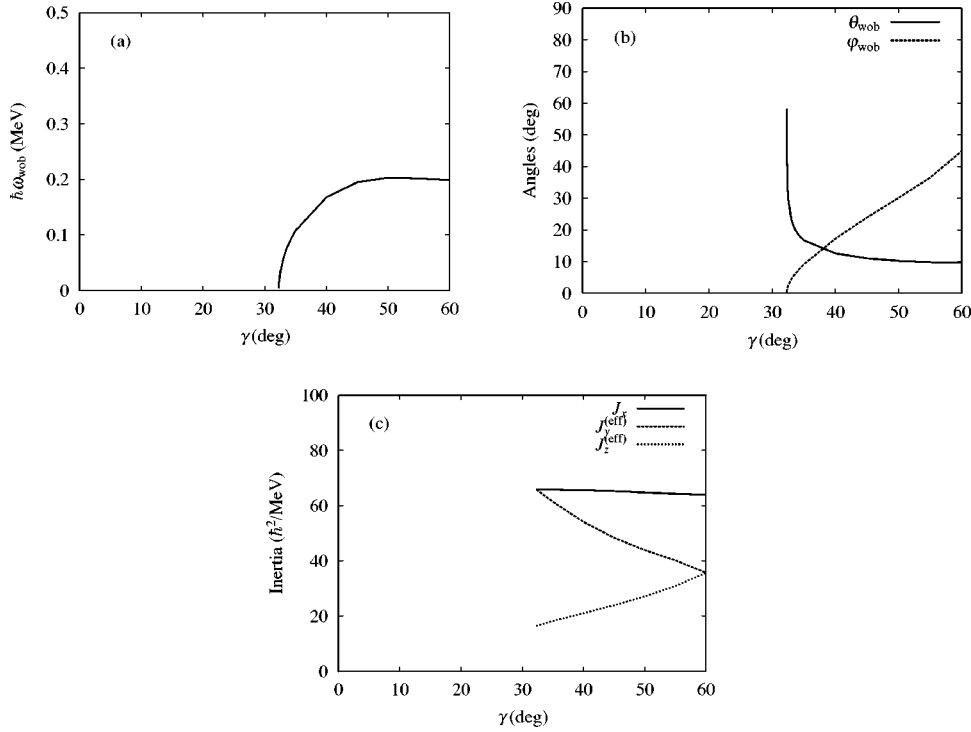 (a)
ħω_wob (MeV)
0.5
0.4
0.3
0.2
0.1
0
0 10 20 30 40 50 60
γ (deg)
(b)
θ_wob
φ_wob
Angles (deg)
90
80
70
60
50
40
30
20
10
0
0 10 20 30 40 50 60
γ (deg)
(c)
J_x
J_y^(eff)
J_z^(eff)
Inertia (ħ²/MeV)
100
80
60
40
20
0
0 10 20 30 40 50 60
γ (deg)